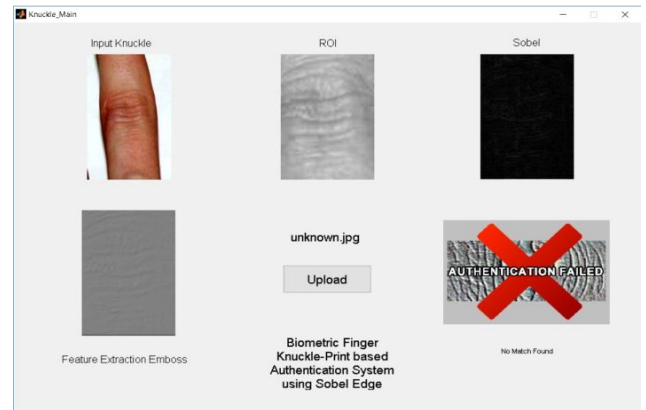 Knuckle_Main
Input Knuckle
ROI
Sobel
unknown.jpg
Upload
AUTHENTICATION FAILED
Feature Extraction Emboss
Biometric Finger
Knuckle-Print based
Authentication System
using Sobel Edge
No Match Found